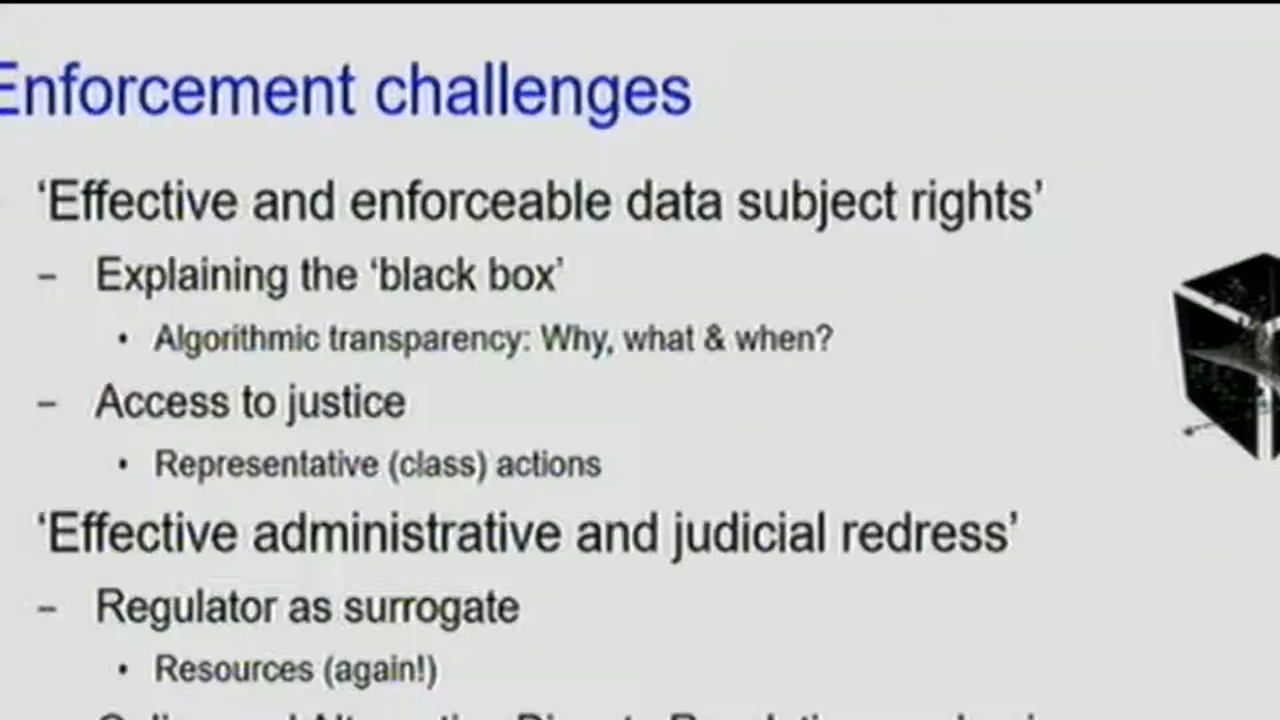 Enforcement challenges
‘Effective and enforceable data subject rights’
– Explaining the ‘black box’
• Algorithmic transparency: Why, what & when?
– Access to justice
• Representative (class) actions
‘Effective administrative and judicial redress’
– Regulator as surrogate
• Resources (again!)